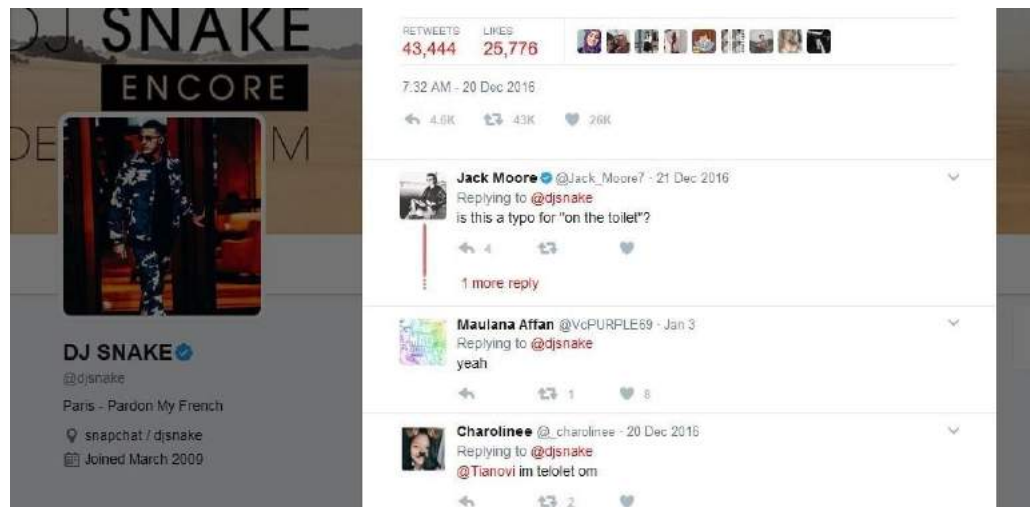 DJ SNAKE
ENCORE
DE M
DJ SNAKE
@djsnake
Paris - Pardon My French
snapchat / djsnake
Joined March 2009
RETWEETS LIKES
43,444 25,776
7:32 AM - 20 Dec 2016
4.6K 43K 26K
Jack Moore @Jack_Moore7 - 21 Dec 2016
Replying to @djsnake
is this a typo for "on the toilet"?
4
1 more reply
Maulana Affan @VcPURPLE69 - Jan 3
Replying to @djsnake
yeah
1 8
Charolinee @_charolinee - 20 Dec 2016
Replying to @djsnake
@Tianovi im telolet om
2